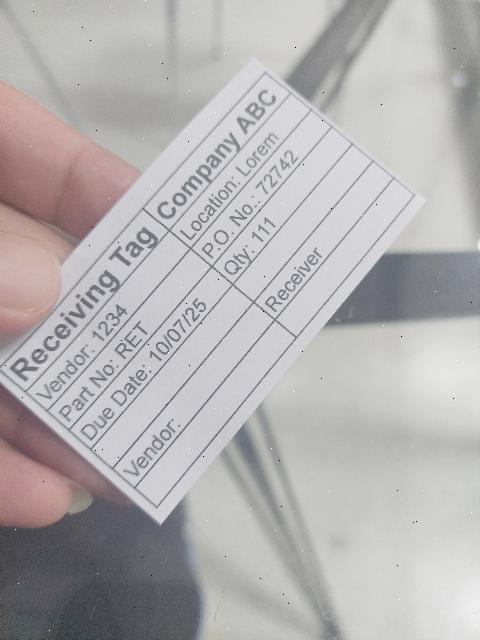 Receiving Tag Company ABC
Vendor: 1234 Location: Lorem
Part No: RET P.O. No.: 72742
Due Date: 10/07/25 Qty: 111
Vendor: Receiver